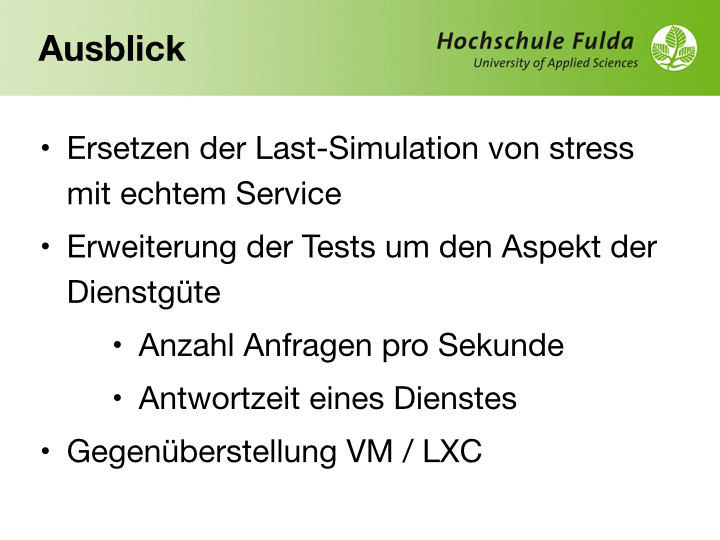 Ausblick
Hochschule Fulda
University of Applied Sciences
• Ersetzen der Last-Simulation von stress
mit echtem Service
• Erweiterung der Tests um den Aspekt der
Dienstgüte
• Anzahl Anfragen pro Sekunde
• Antwortzeit eines Dienstes
• Gegenüberstellung VM / LXC